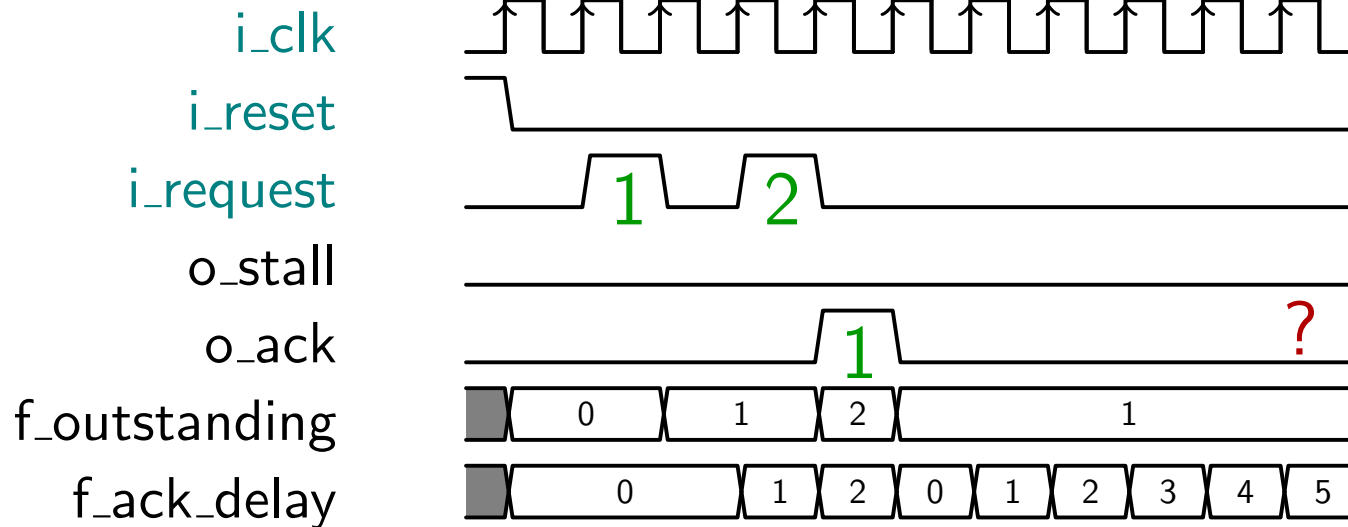 i_clk
i_reset
i_request 1 2
o_stall
o_ack 1 ?
f_outstanding 0 1 2 1
f_ack_delay 0 1 2 0 1 2 3 4 5